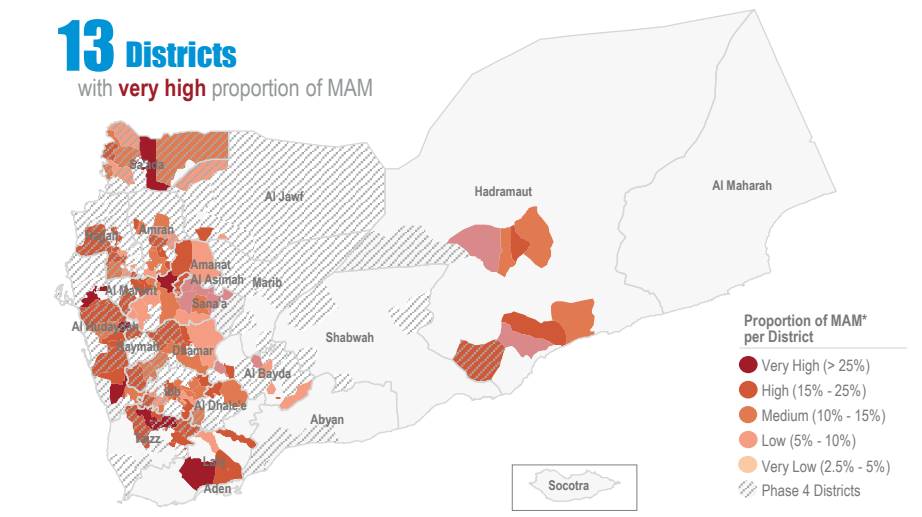 13 Districts
with very high proportion of MAM
Sa'ada
Al Jawf
Hadramaut
Al Maharah
Hajjah
Amran
Amanat
Al Asimah
Marib
Al Mahwit
Sana'a
Al Hudaydah
Raymah
Dhamar
Shabwah
Al Bayda
Ibb
Al Dhale'e
Abyan
Taizz
Lahj
Aden
Socotra
Proportion of MAM*
per District
Very High (> 25%)
High (15% - 25%)
Medium (10% - 15%)
Low (5% - 10%)
Very Low (2.5% - 5%)
Phase 4 Districts